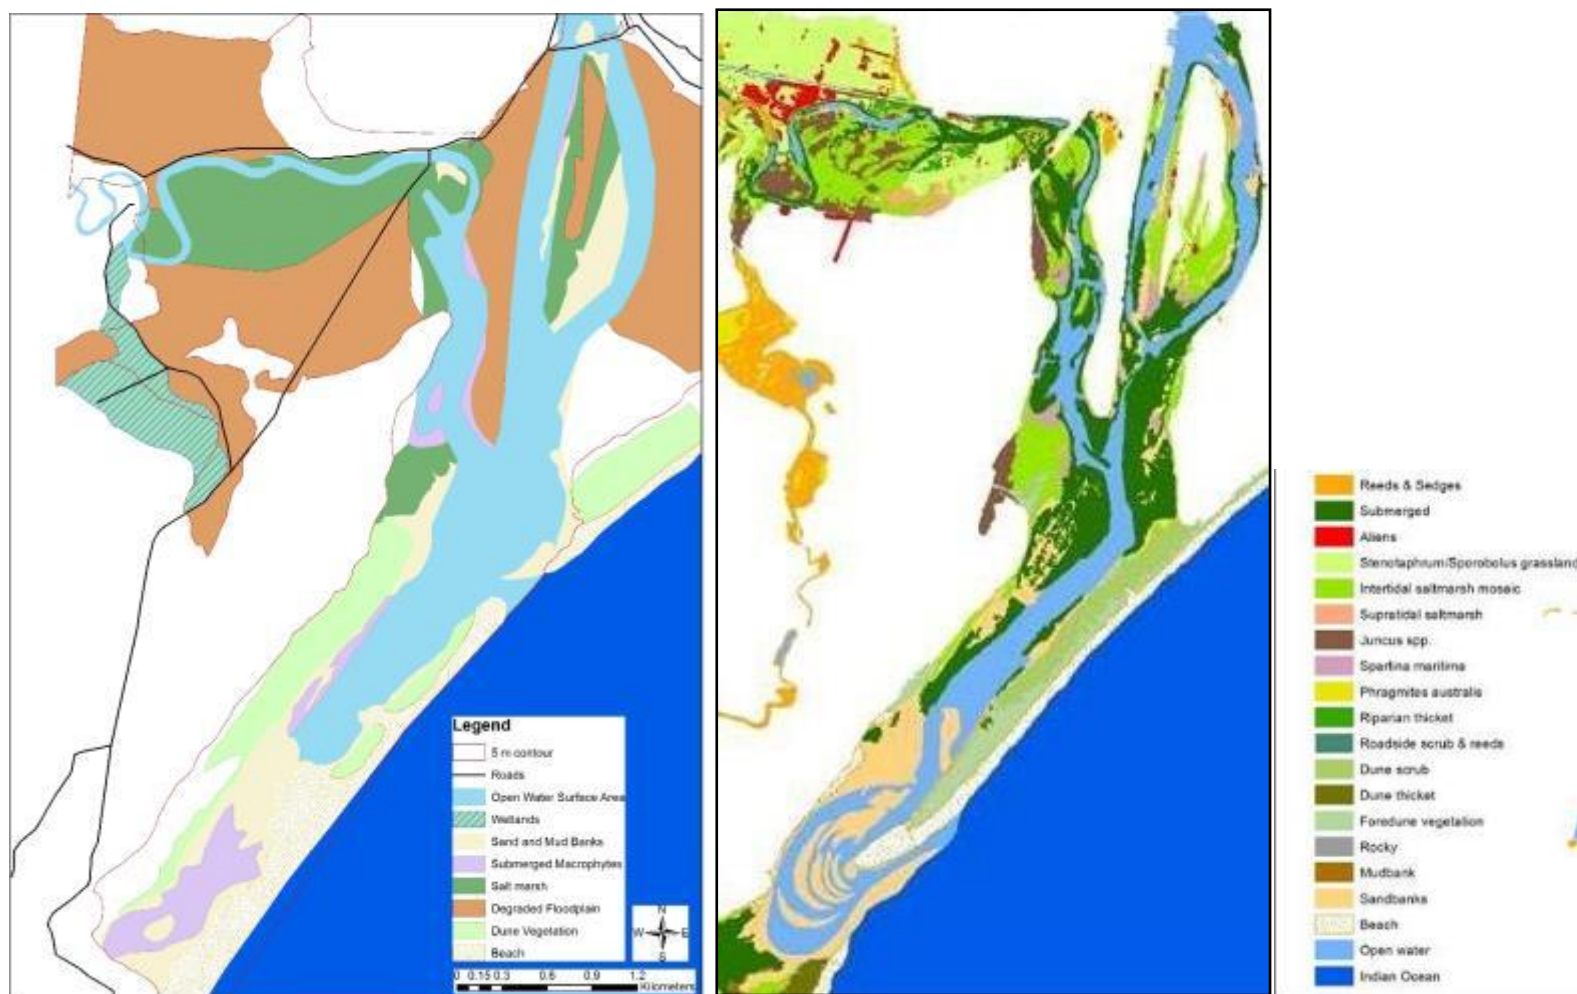 Legend
5 m contour
Roads
Open Water Surface Area
Wetlands
Sand and Mud Banks
Submerged Macrophytes
Salt marsh
Degraded Floodplain
Dune Vegetation
Beach
N
W E
S
0 0.15 0.3 0.6 0.9 1.2
Kilometers
Reeds & Sedges
Submerged
Aliens
Stenotaphrum/Sporobolus grassland
Intertidal saltmarsh mosaic
Supratidal saltmarsh
Juncus spp.
Spartina maritima
Phragmites australis
Riparian thicket
Roadside scrub & reeds
Dune scrub
Dune thicket
Foredune vegetation
Rocky
Mudbank
Sandbanks
Beach
Open water
Indian Ocean